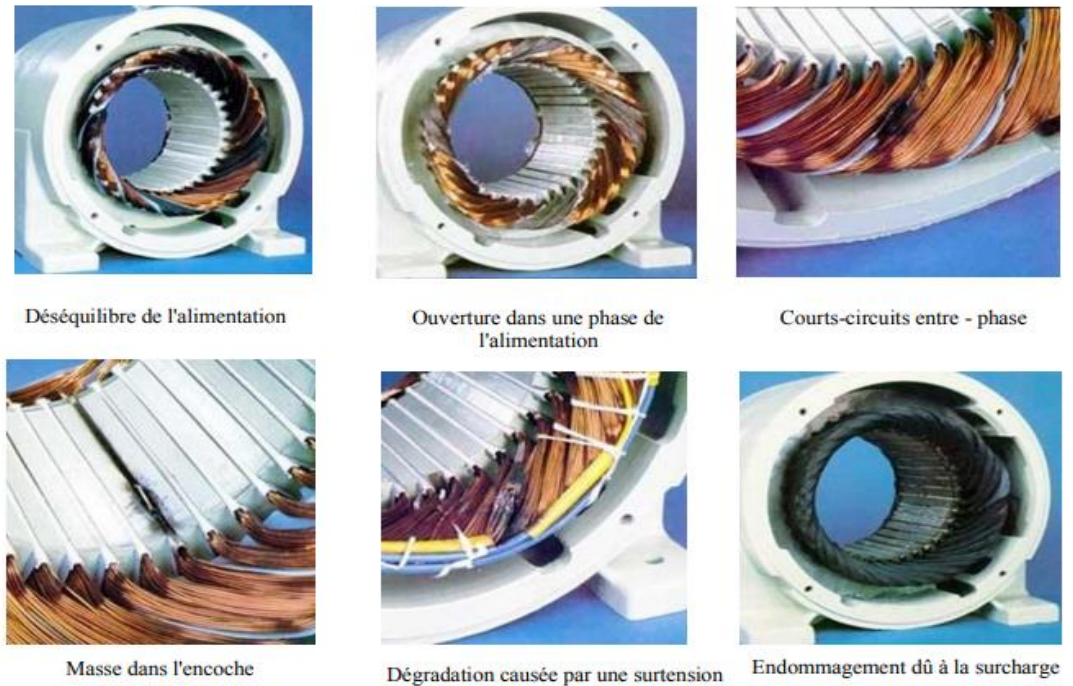 Déséquilibre de l'alimentation
Ouverture dans une phase de
l'alimentation
Courts-circuits entre - phase
Masse dans l'encoche
Dégradation causée par une surtension
Endommagement dû à la surcharge